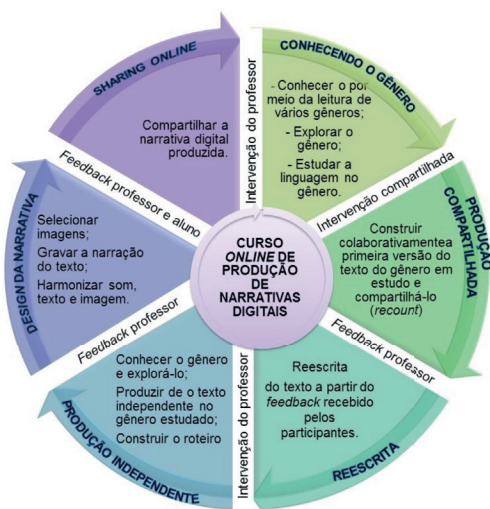 CURSO
ONLINE DE
PRODUÇÃO
DE
NARRATIVAS
DIGITAIS
CONHECENDO O GÊNERO
- Conhecer o por
meio da leitura de
vários gêneros;
- Explorar o
gênero;
- Estudar a
linguagem no
gênero.
Intervenção compartilhada
PRODUÇÃO
COMPARTILHADA
Construir
colaborativamentea
primeira versão do
texto do gênero em
estudo e
compartilhá-lo
(recount)
Feedback professor
REESCRITA
Reescrita
do texto a partir do
feedback recebido
pelos
participantes.
Intervenção do professor
PRODUÇÃO INDEPENDENTE
Conhecer o gênero
e explorá-lo;
Produzir de o texto
independente no
gênero estudado;
Construir o roteiro
Feedback professor
DESIGN DA NARRATIVA
Selecionar
imagens;
Gravar a narração
do texto;
Harmonizar som,
texto e imagem.
Feedback professor e aluno
SHARING ONLINE
Compartilhar a
narrativa digital
produzida.
Intervenção do professor